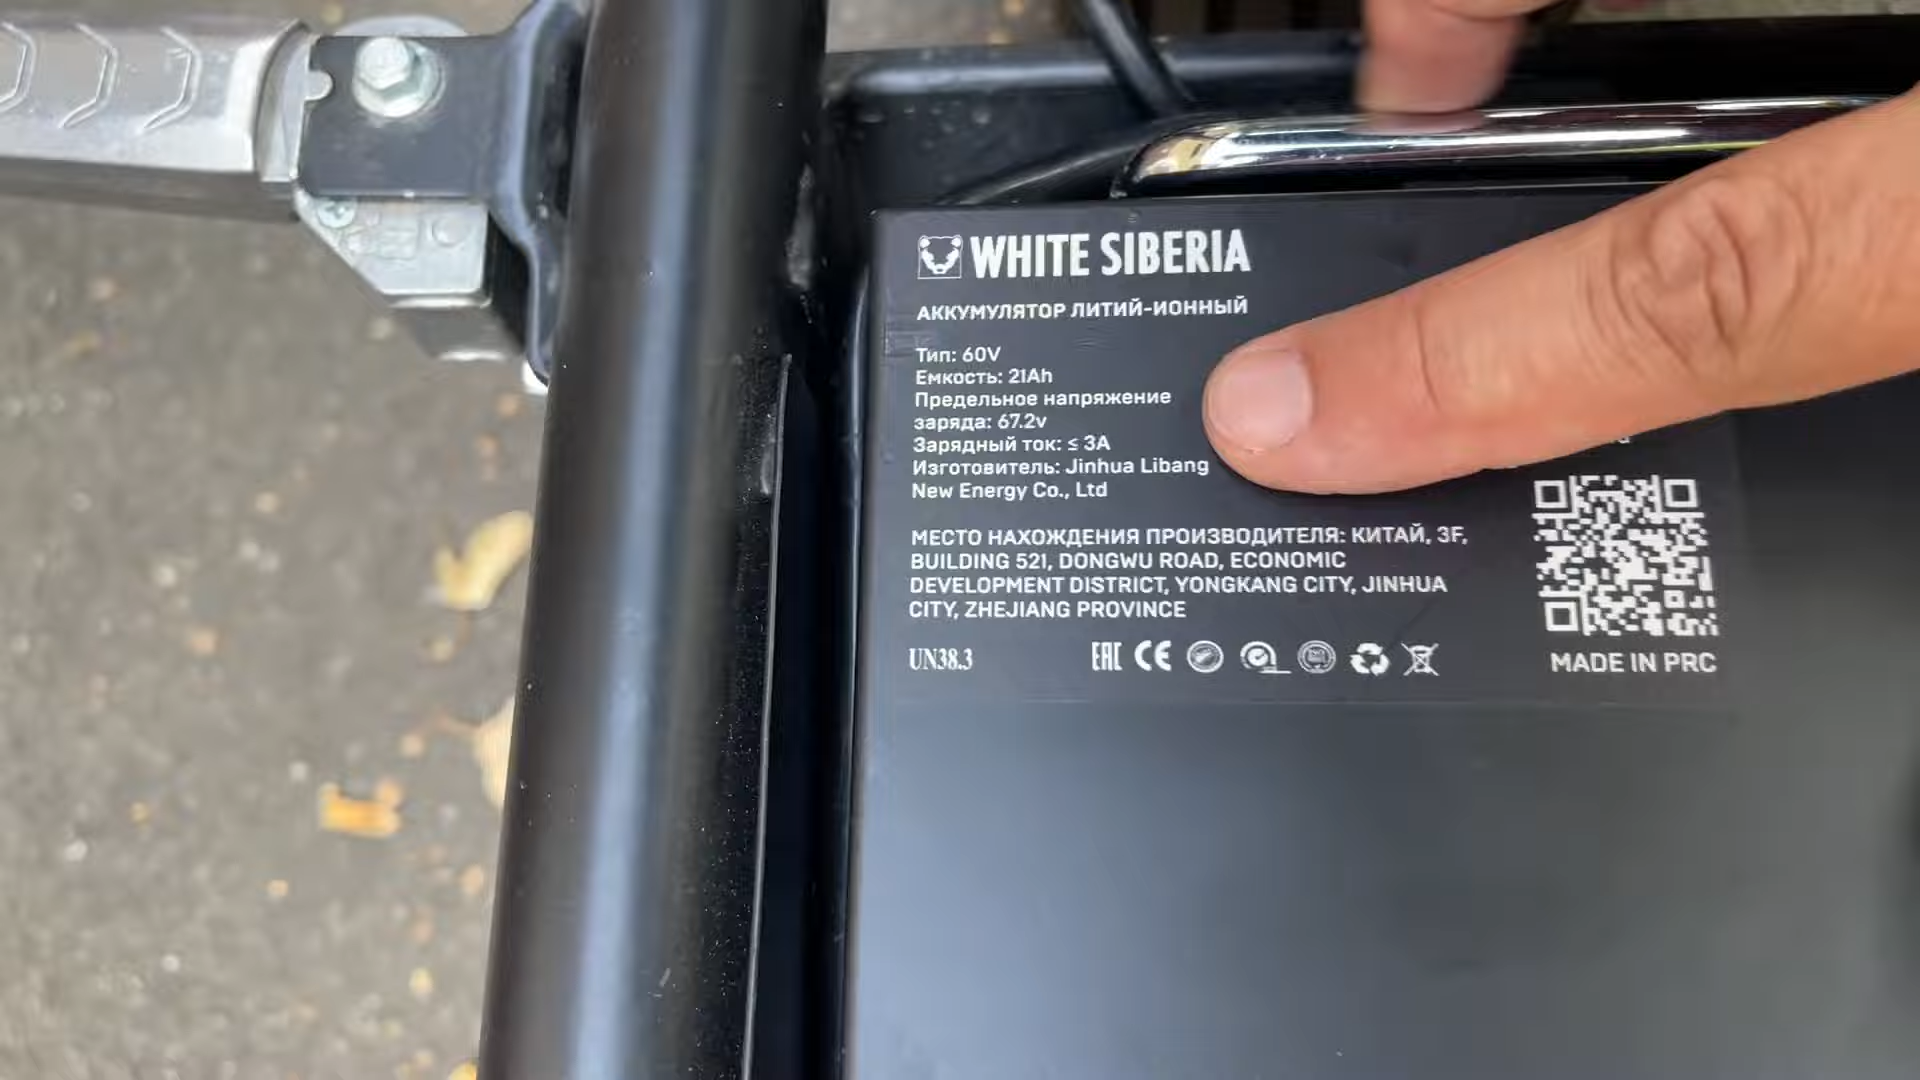 WHITE SIBERIA
АККУМУЛЯТОР ЛИТИЙ-ИОННЫЙ
Тип: 60V
Емкость: 21Ah
Предельное напряжение
заряда: 67.2v
Зарядный ток: ≤ 3A
Изготовитель: Jinhua Libang
New Energy Co., Ltd
МЕСТО НАХОЖДЕНИЯ ПРОИЗВОДИТЕЛЯ: КИТАЙ, 3F,
BUILDING 521, DONGWU ROAD, ECONOMIC
DEVELOPMENT DISTRICT, YONGKANG CITY, JINHUA
CITY, ZHEJIANG PROVINCE
UN38.3
EAC CE
MADE IN PRC